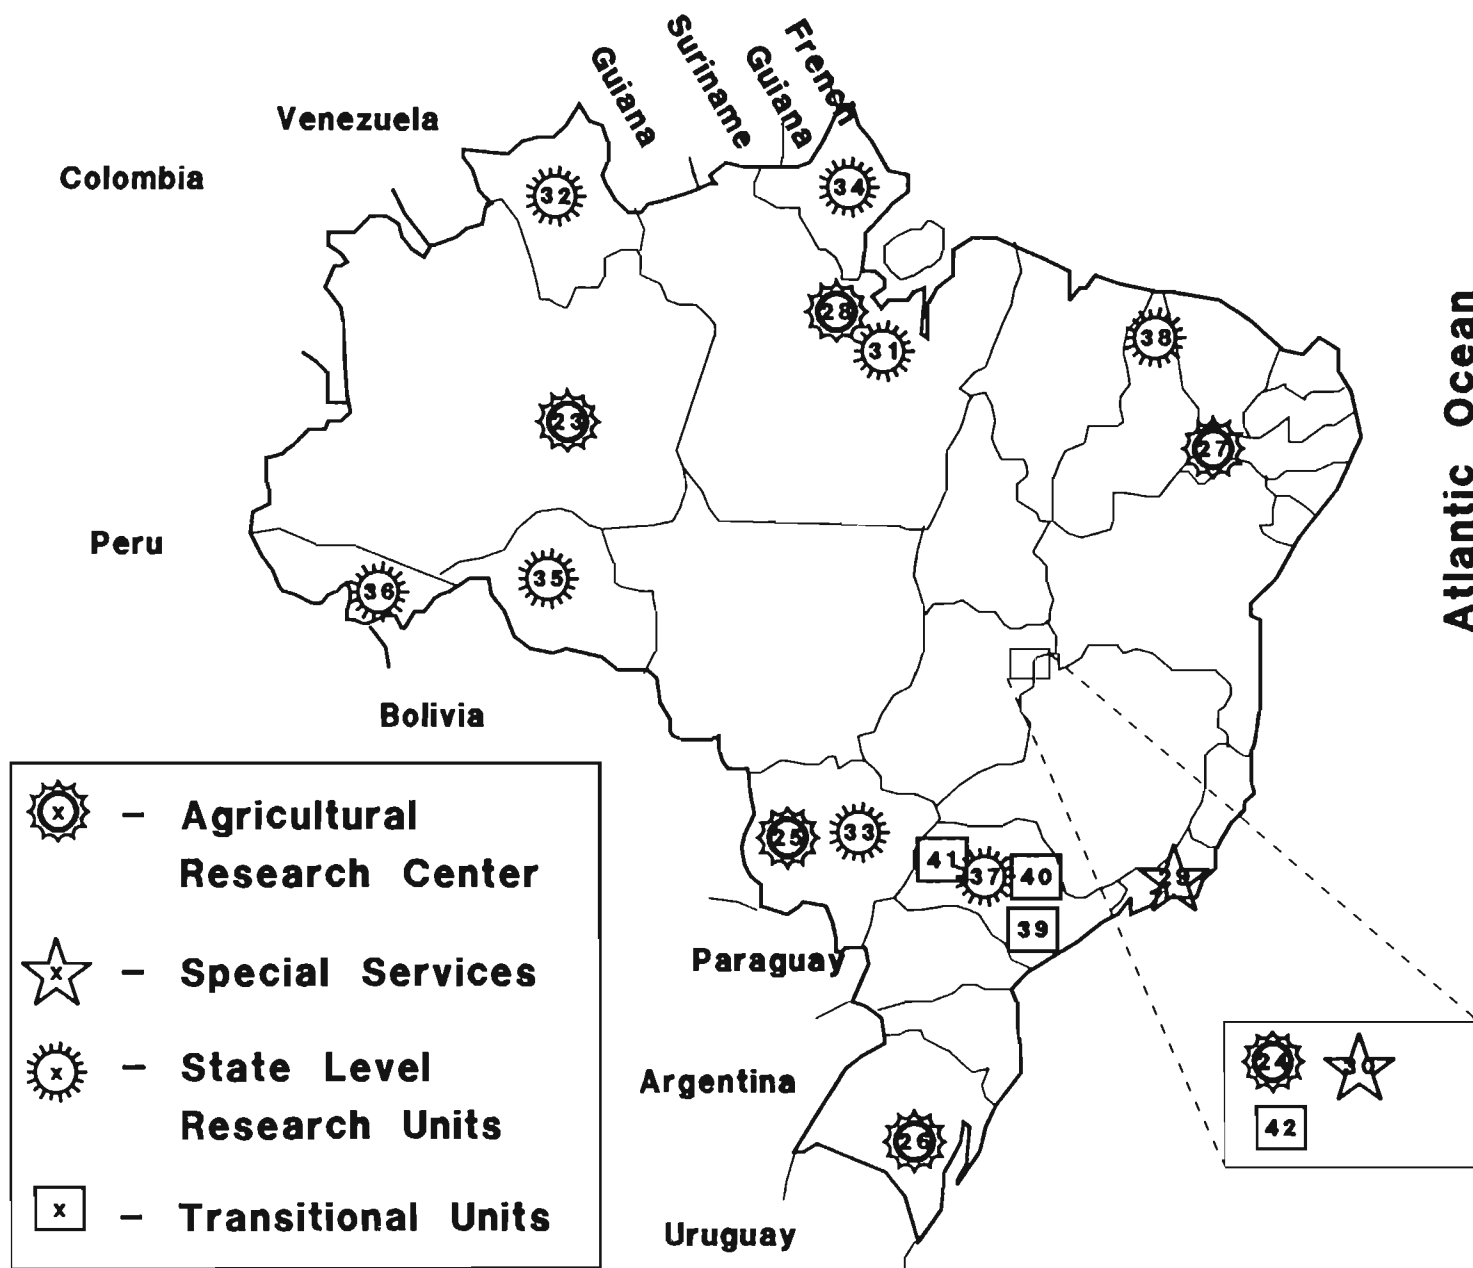 French
Guiana
Suriname
Guiana
Venezuela
Colombia
32
34
28
31
38
23
27
Atlantic Ocean
Peru
35
36
Bolivia
x - Agricultural
Research Center
x - Special Services
x - State Level
Research Units
x - Transitional Units
25
33
41
37
40
29
39
Paraguay
24
30
42
Argentina
26
Uruguay